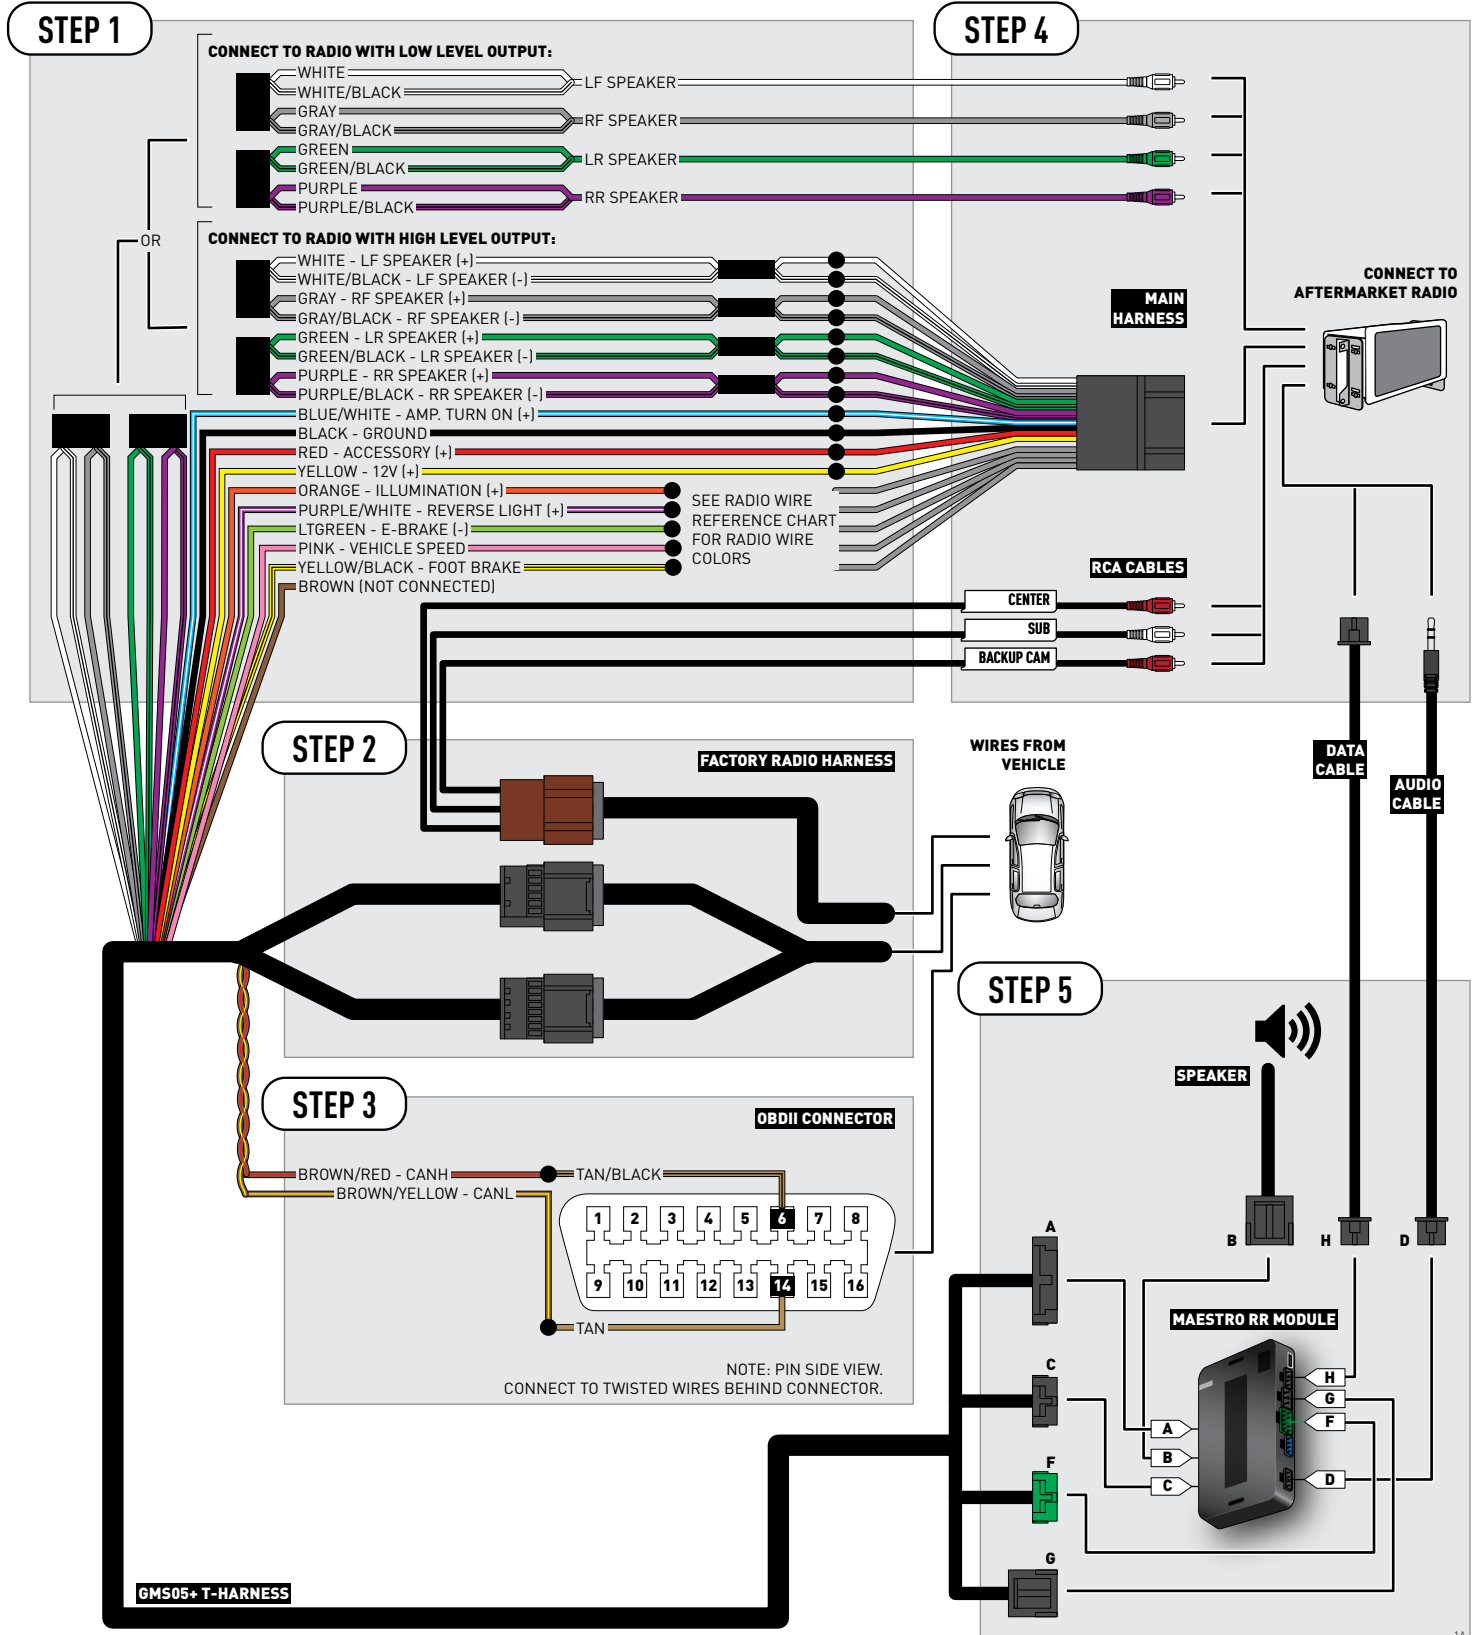 STEP 1
CONNECT TO RADIO WITH LOW LEVEL OUTPUT:
WHITE
WHITE/BLACK
LF SPEAKER
GRAY
GRAY/BLACK
RF SPEAKER
GREEN
GREEN/BLACK
LR SPEAKER
PURPLE
PURPLE/BLACK
RR SPEAKER
OR
CONNECT TO RADIO WITH HIGH LEVEL OUTPUT:
WHITE - LF SPEAKER (+)
WHITE/BLACK - LF SPEAKER (-)
GRAY - RF SPEAKER (+)
GRAY/BLACK - RF SPEAKER (-)
GREEN - LR SPEAKER (+)
GREEN/BLACK - LR SPEAKER (-)
PURPLE - RR SPEAKER (+)
PURPLE/BLACK - RR SPEAKER (-)
BLUE/WHITE - AMP. TURN ON (+)
BLACK - GROUND
RED - ACCESSORY (+)
YELLOW - 12V (+)
ORANGE - ILLUMINATION (+)
PURPLE/WHITE - REVERSE LIGHT (+)
LTGREEN - E-BRAKE (-)
PINK - VEHICLE SPEED
YELLOW/BLACK - FOOT BRAKE
BROWN (NOT CONNECTED)
SEE RADIO WIRE
REFERENCE CHART
FOR RADIO WIRE
COLORS
STEP 4
MAIN
HARNESS
CONNECT TO
AFTERMARKET RADIO
RCA CABLES
CENTER
SUB
BACKUP CAM
DATA
CABLE
AUDIO
CABLE
STEP 2
FACTORY RADIO HARNESS
WIRES FROM
VEHICLE
STEP 3
OBDII CONNECTOR
BROWN/RED - CANH
TAN/BLACK
BROWN/YELLOW - CANL
1 2 3 4 5 6 7 8
9 10 11 12 13 14 15 16
TAN
NOTE: PIN SIDE VIEW.
CONNECT TO TWISTED WIRES BEHIND CONNECTOR.
STEP 5
SPEAKER
A
B
H
D
MAESTRO RR MODULE
C
H
G
F
A
B
C
D
F
G
GMS05+ T-HARNESS